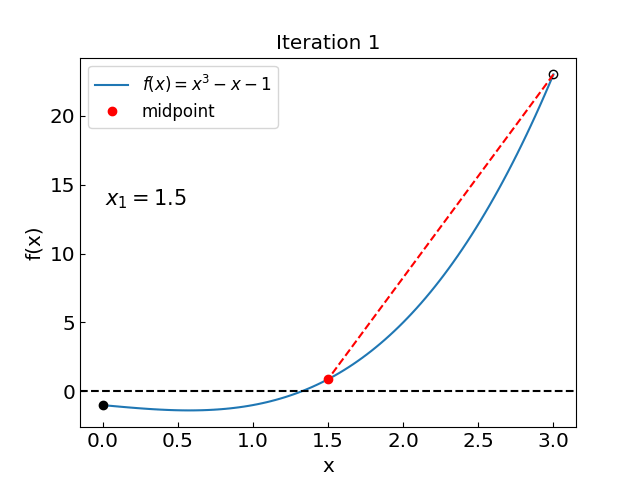 Iteration 1
f(x) = x³ − x − 1
midpoint
x₁ = 1.5
f(x)
20
15
10
5
0
0.0 0.5 1.0 1.5 2.0 2.5 3.0
x